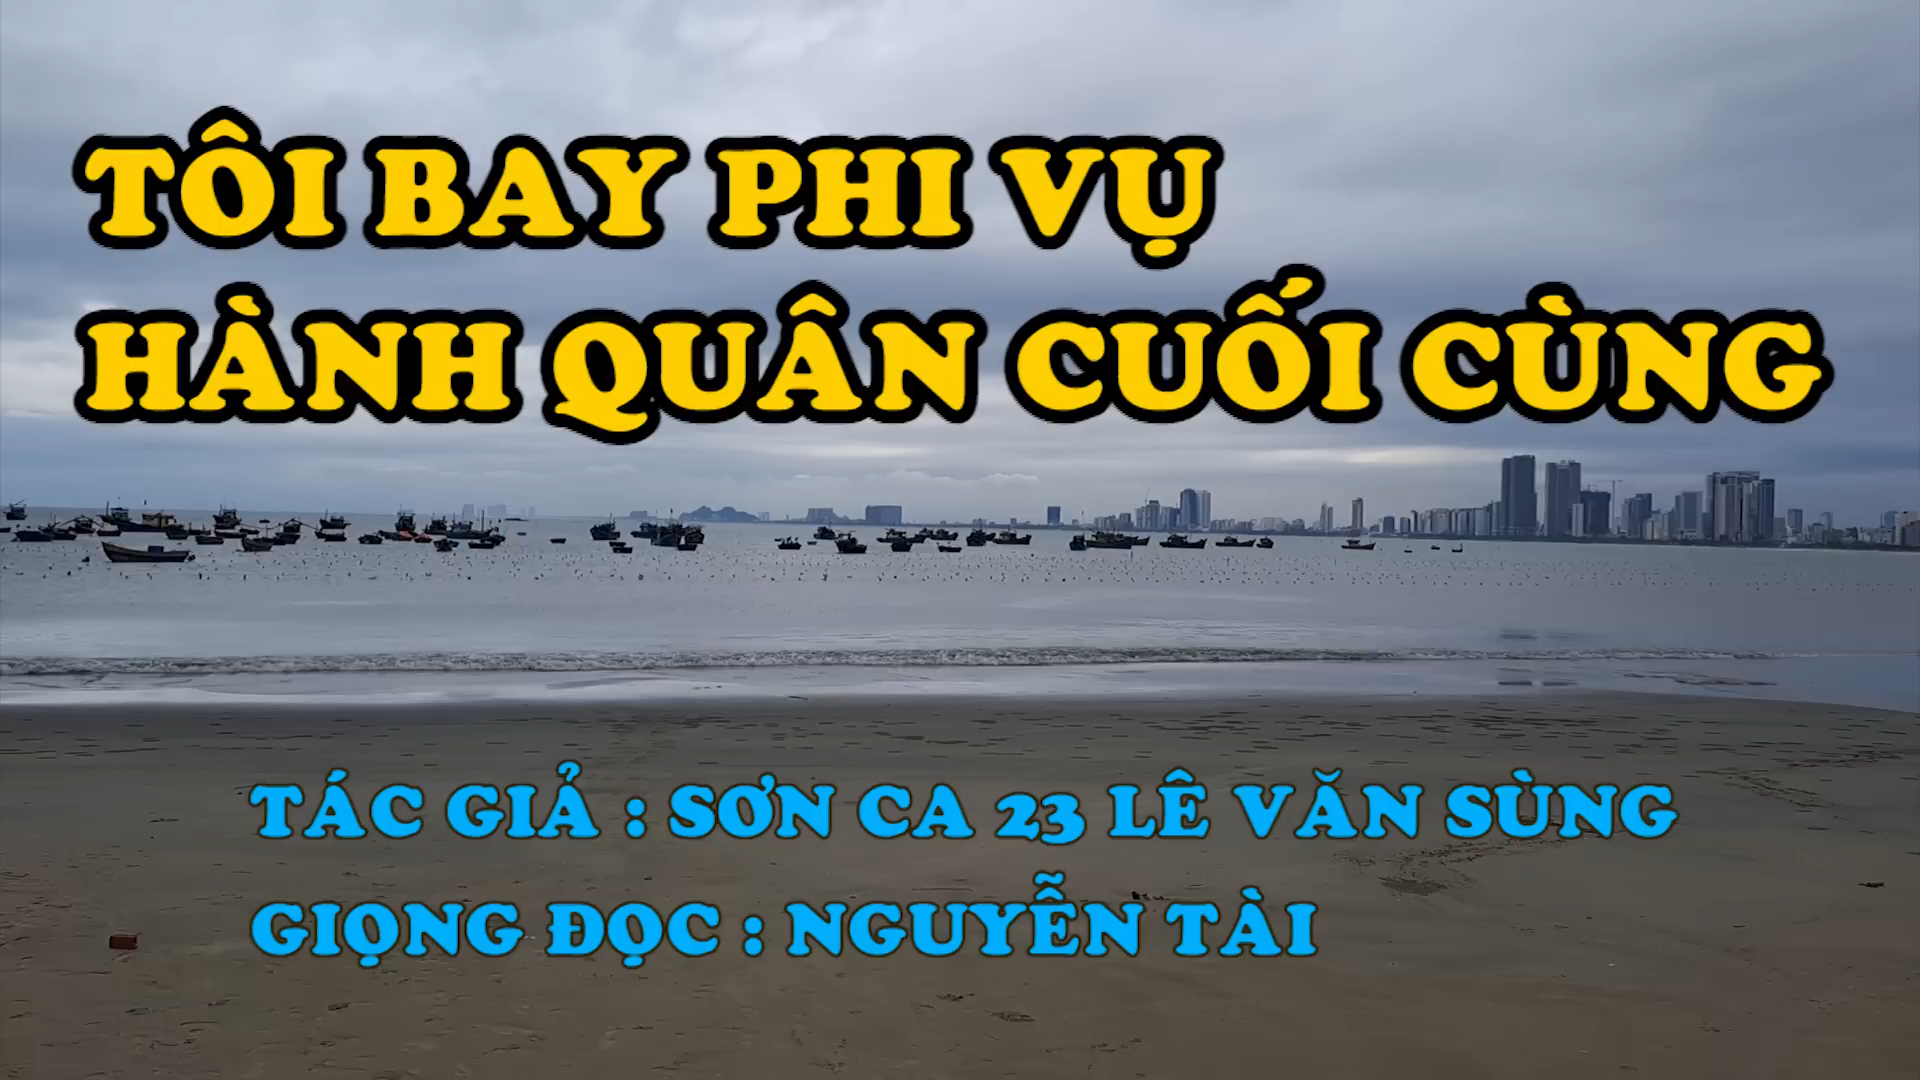 TÔI BAY PHI VỤ
HÀNH QUÂN CUỐI CÙNG
TÁC GIẢ : SƠN CA 23 LÊ VĂN SÙNG
GIỌNG ĐỌC : NGUYỄN TÀI